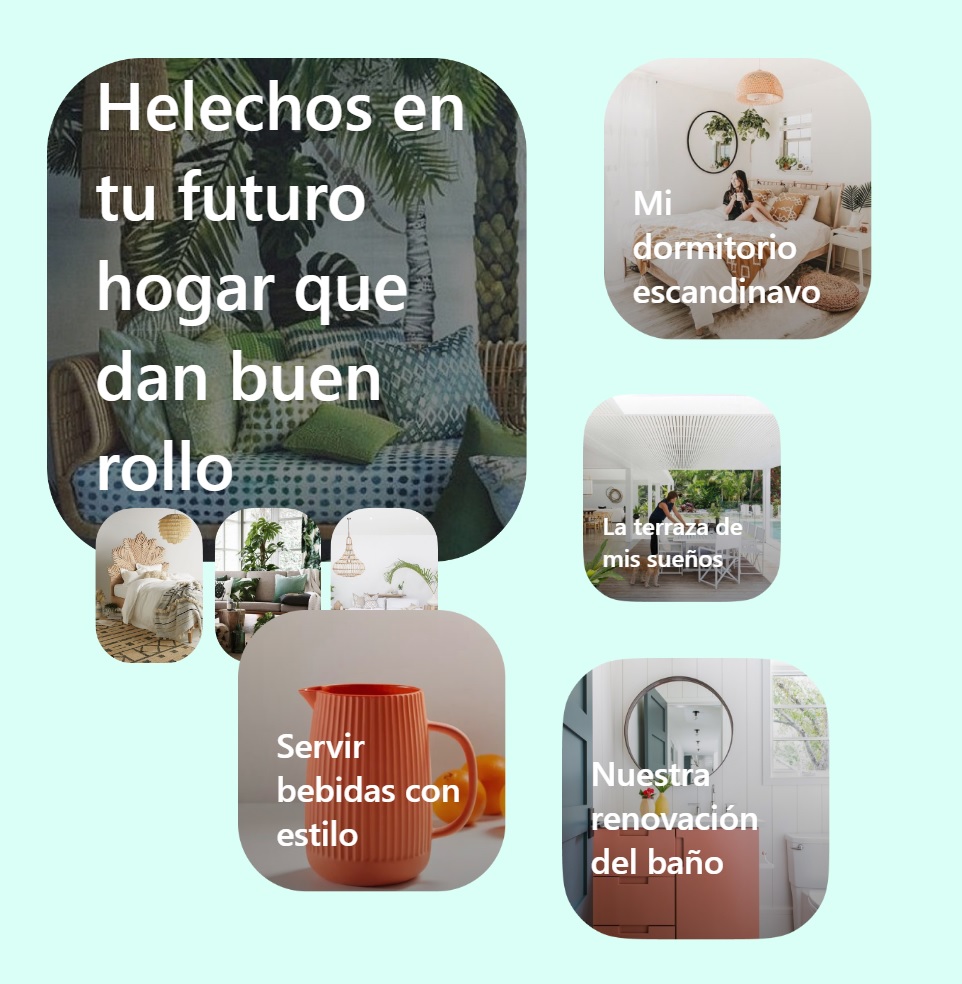 Helechos en
tu futuro
hogar que
dan buen
rollo
Mi
dormitorio
escandinavo
La terraza de
mis sueños
Servir
bebidas con
estilo
Nuestra
renovación
del baño